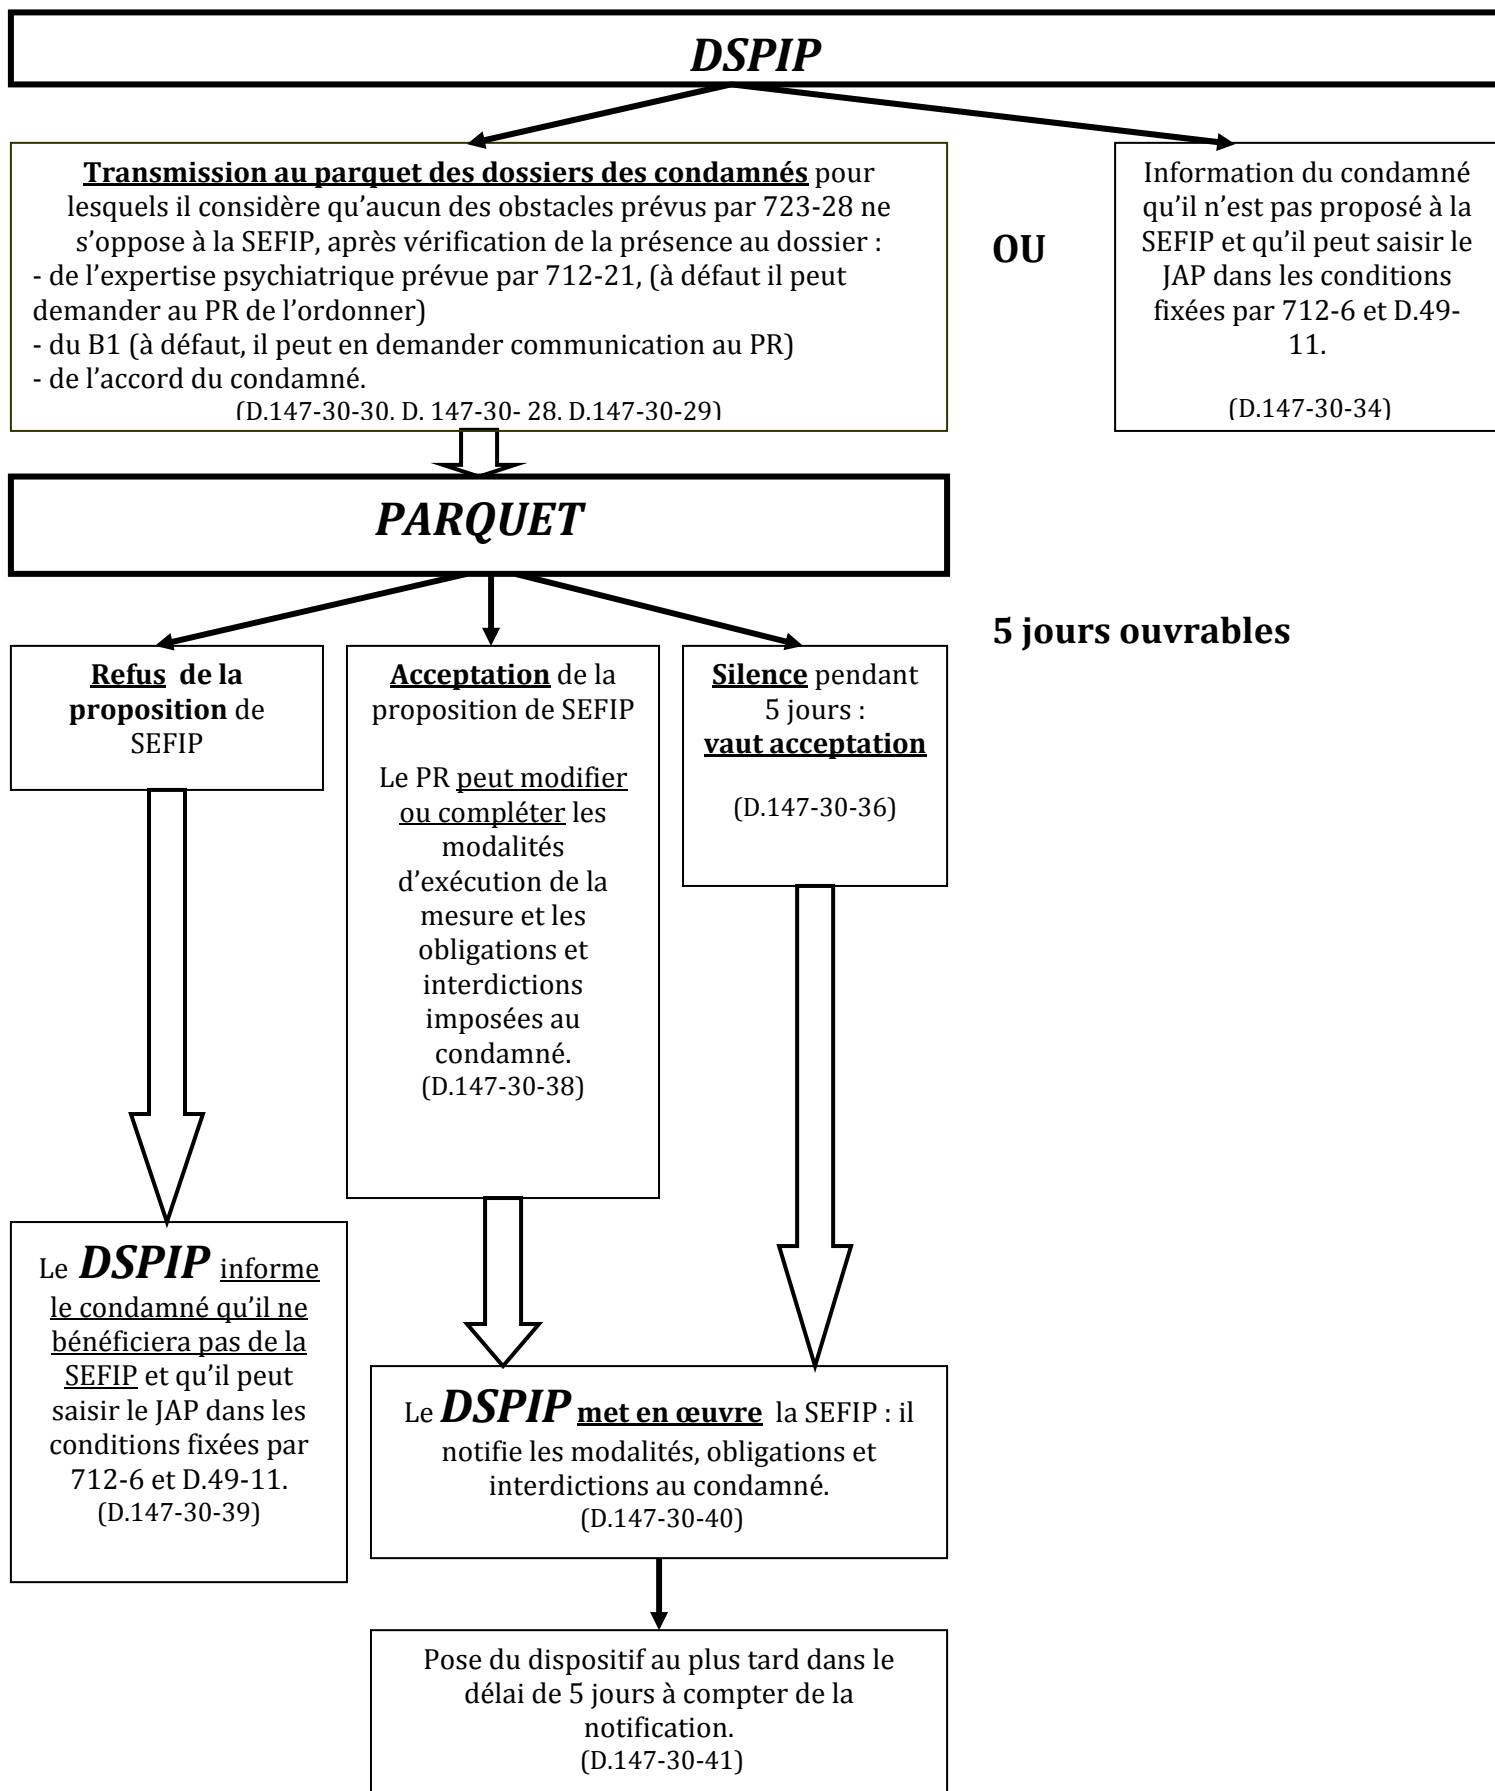 DSPIP
Transmission au parquet des dossiers des condamnés pour
lesquels il considère qu’aucun des obstacles prévus par 723-28 ne
s’oppose à la SEFIP, après vérification de la présence au dossier :
- de l’expertise psychiatrique prévue par 712-21, (à défaut il peut
demander au PR de l’ordonner)
- du B1 (à défaut, il peut en demander communication au PR)
- de l’accord du condamné.
(D.147-30-30, D. 147-30- 28, D.147-30-29)
OU
Information du condamné
qu’il n’est pas proposé à la
SEFIP et qu’il peut saisir le
JAP dans les conditions
fixées par 712-6 et D.49-
11.
(D.147-30-34)
PARQUET
5 jours ouvrables
Refus de la
proposition de
SEFIP
Acceptation de la
proposition de SEFIP
Le PR peut modifier
ou compléter les
modalités
d’exécution de la
mesure et les
obligations et
interdictions
imposées au
condamné.
(D.147-30-38)
Silence pendant
5 jours :
vaut acceptation
(D.147-30-36)
Le DSPIP informe
le condamné qu’il ne
bénéficiera pas de la
SEFIP et qu’il peut
saisir le JAP dans les
conditions fixées par
712-6 et D.49-11.
(D.147-30-39)
Le DSPIP met en œuvre la SEFIP : il
notifie les modalités, obligations et
interdictions au condamné.
(D.147-30-40)
Pose du dispositif au plus tard dans le
délai de 5 jours à compter de la
notification.
(D.147-30-41)